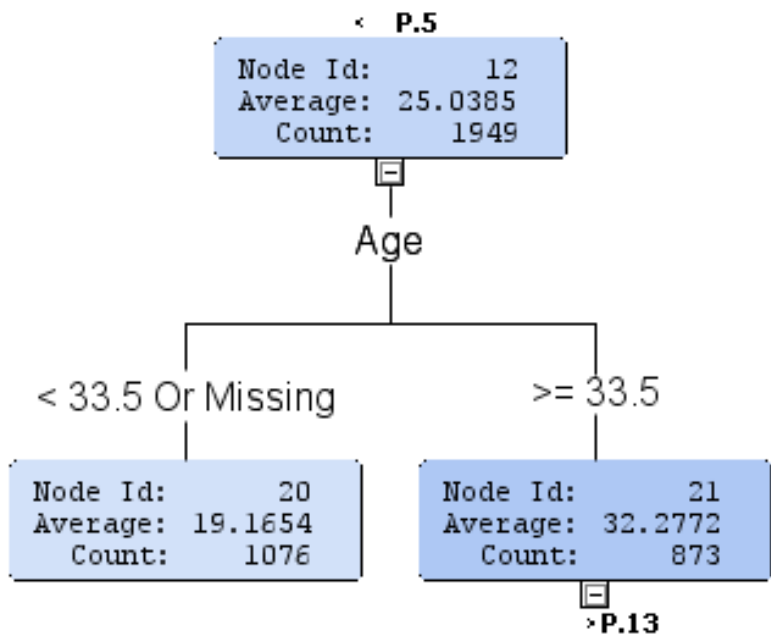 < P.5
Node Id: 12
Average: 25.0385
Count: 1949
Age
< 33.5 Or Missing
>= 33.5
Node Id: 20
Average: 19.1654
Count: 1076
Node Id: 21
Average: 32.2772
Count: 873
>P.13